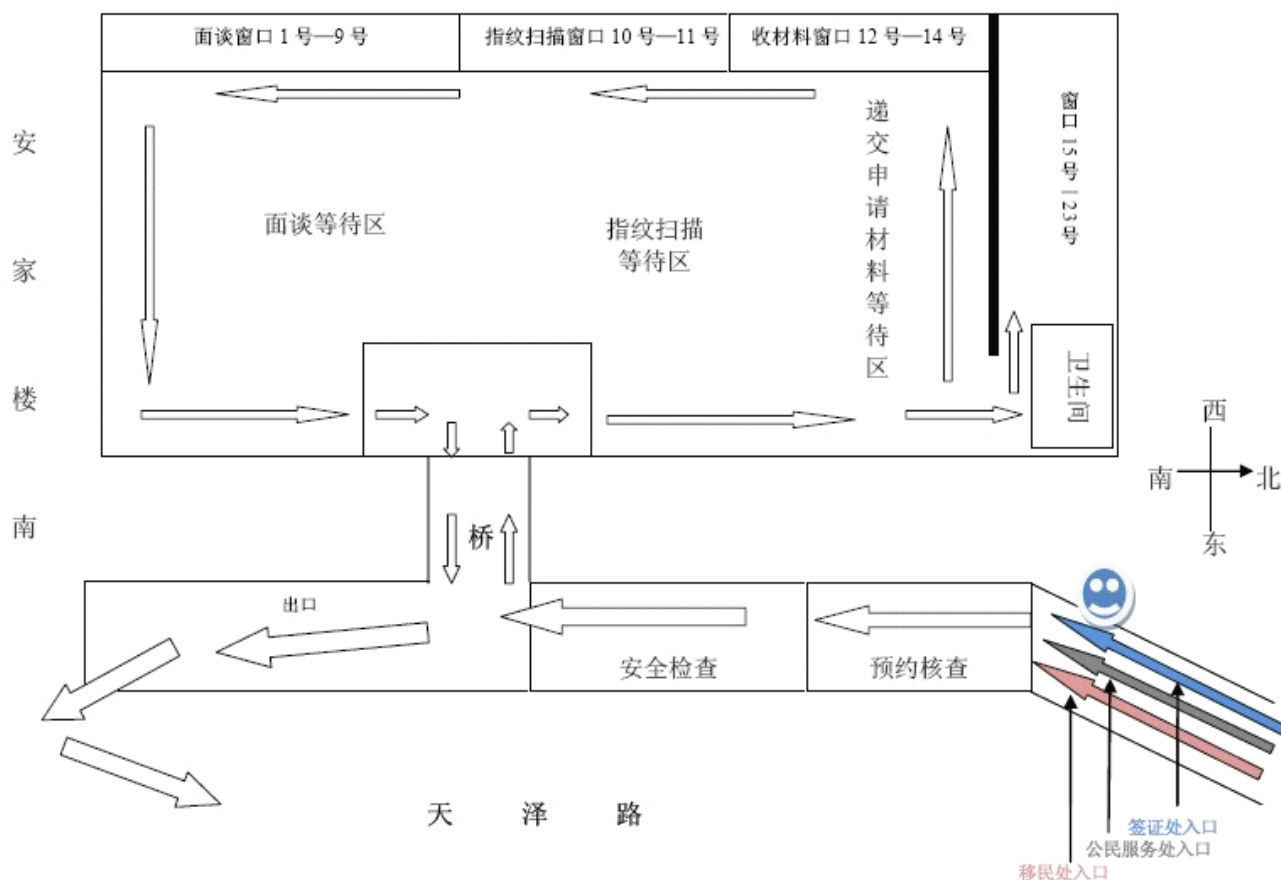 面谈窗口 1 号—9 号
指纹扫描窗口 10 号—11 号
收材料窗口 12 号—14 号
窗口 15号—23号
递交申请材料等待区
面谈等待区
指纹扫描
等待区
卫生间
安家楼南
西
南
北
东
桥
出口
安全检查
预约核查
天泽路
签证处入口
公民服务处入口
移民处入口